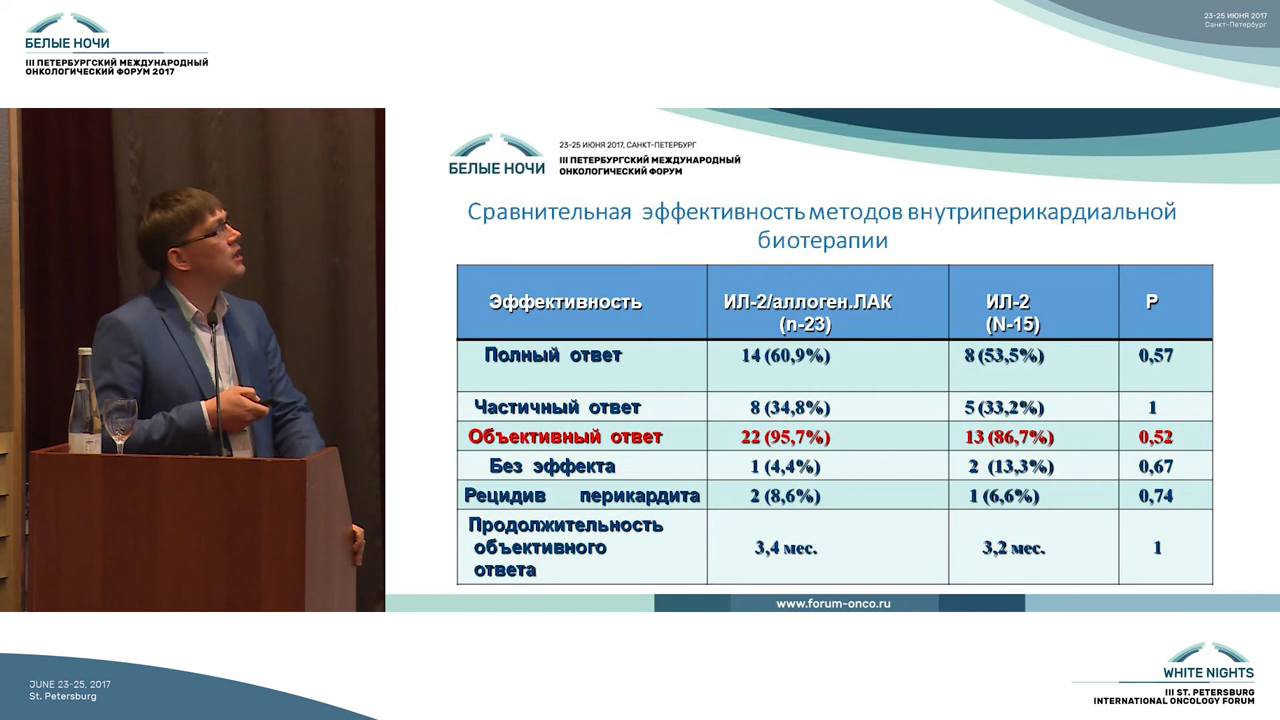 23-25 ИЮНЯ 2017
Санкт-Петербург
БЕЛЫЕ НОЧИ
III ПЕТЕРБУРГСКИЙ МЕЖДУНАРОДНЫЙ
ОНКОЛОГИЧЕСКИЙ ФОРУМ 2017
23-25 ИЮНЯ 2017, САНКТ-ПЕТЕРБУРГ
БЕЛЫЕ НОЧИ
III ПЕТЕРБУРГСКИЙ МЕЖДУНАРОДНЫЙ
ОНКОЛОГИЧЕСКИЙ ФОРУМ
Сравнительная эффективность методов внутриперикардиальной
биотерапии
Эффективность ИЛ-2/аллоген.ЛАК (n-23) ИЛ-2 (N-15) Р
Полный ответ 14 (60,9%) 8 (53,5%) 0,57
Частичный ответ 8 (34,8%) 5 (33,2%) 1
Объективный ответ 22 (95,7%) 13 (86,7%) 0,52
Без эффекта 1 (4,4%) 2 (13,3%) 0,67
Рецидив перикардита 2 (8,6%) 1 (6,6%) 0,74
Продолжительность
объективного 3,4 мес. 3,2 мес. 1
ответа
www.forum-onco.ru
JUNE 23-25, 2017
St. Petersburg
WHITE NIGHTS
III ST. PETERSBURG
INTERNATIONAL ONCOLOGY FORUM